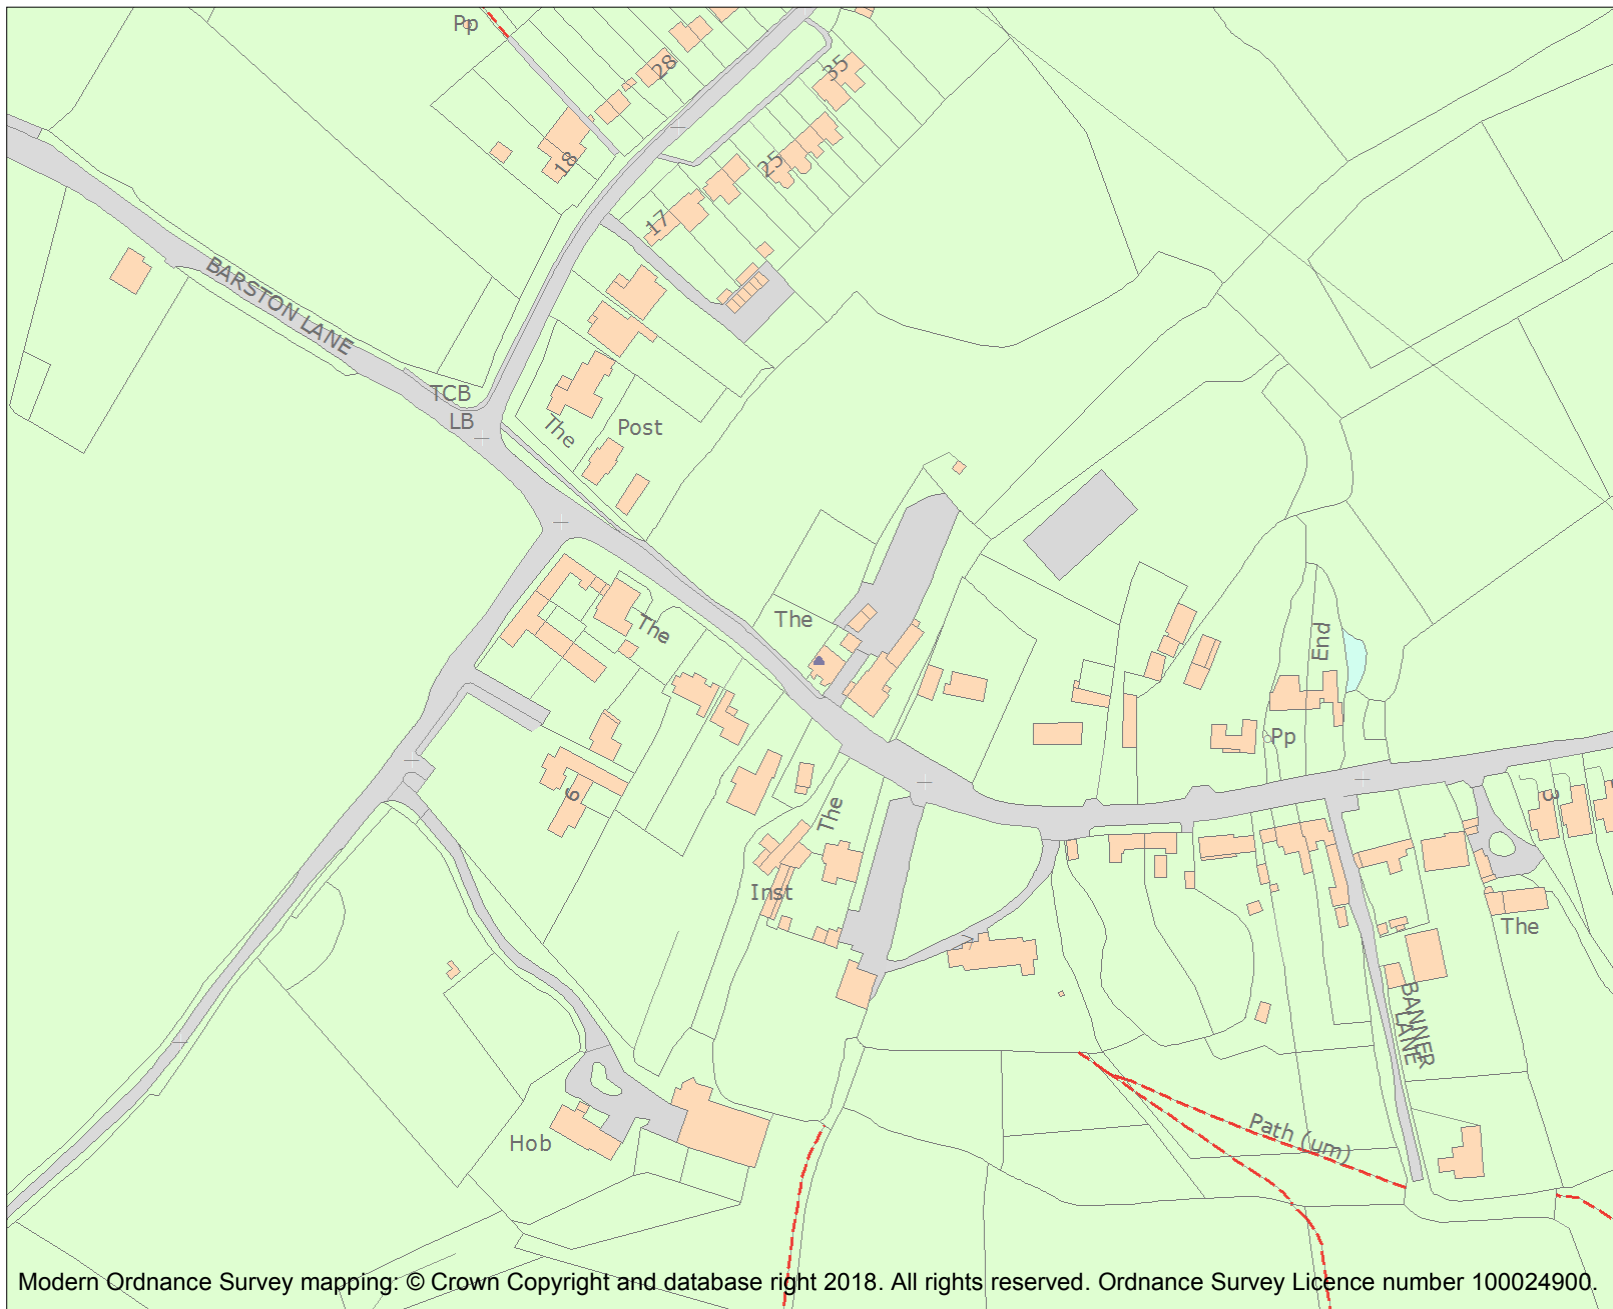 Pp
28
35
18
25
17
BARSTON LANE
TCB
LB
The
Post
The
The
End
Pp
6
The
3
Inst
The
BANNER
LANE
Path (um)
Hob
Modern Ordnance Survey mapping: © Crown Copyright and database right 2018. All rights reserved. Ordnance Survey Licence number 100024900.